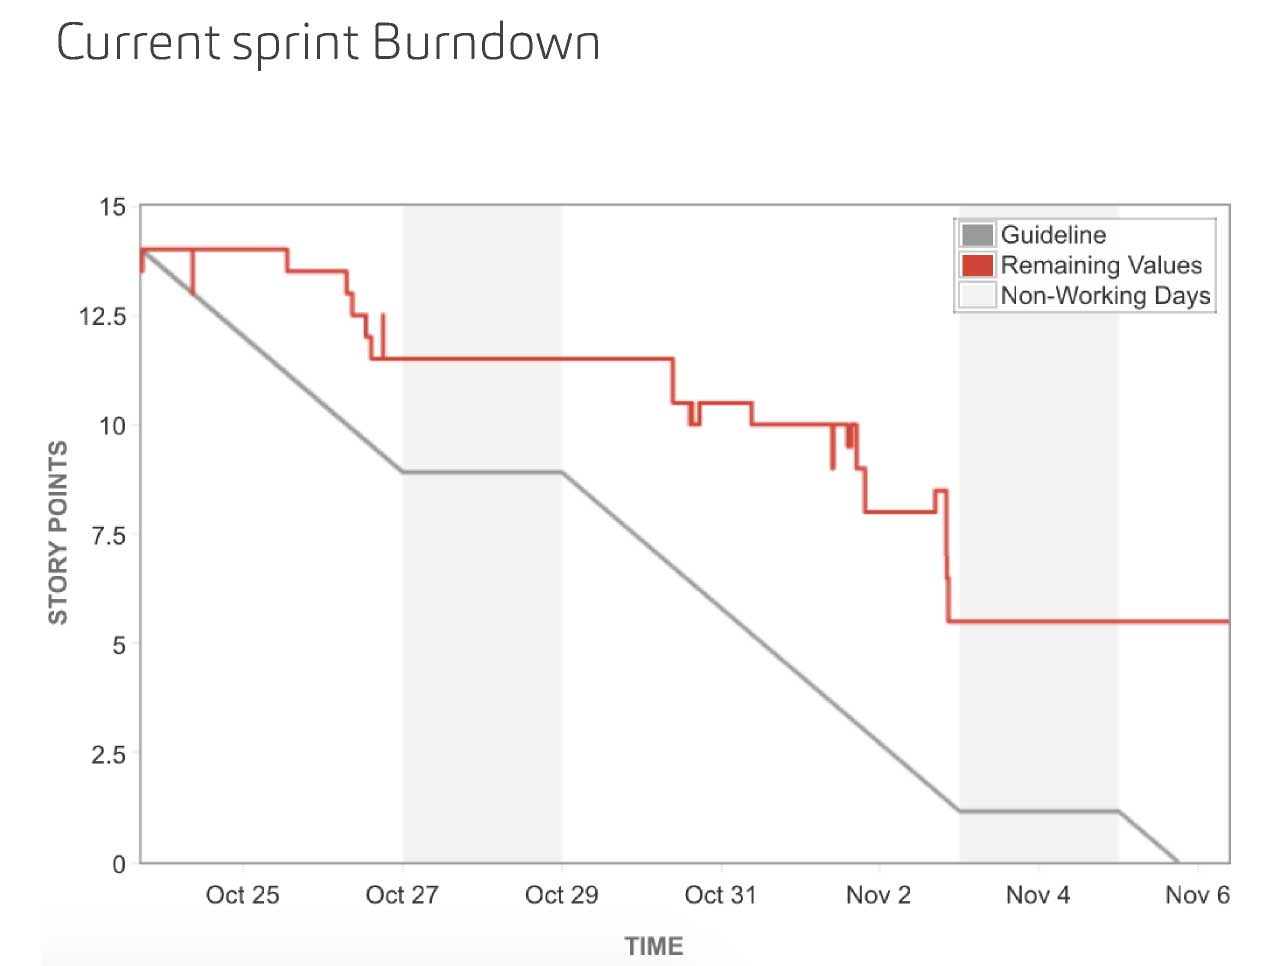 Current sprint Burndown
15
Guideline
Remaining Values
Non-Working Days
12.5
10
7.5
5
2.5
0
STORY POINTS
Oct 25 Oct 27 Oct 29 Oct 31 Nov 2 Nov 4 Nov 6
TIME